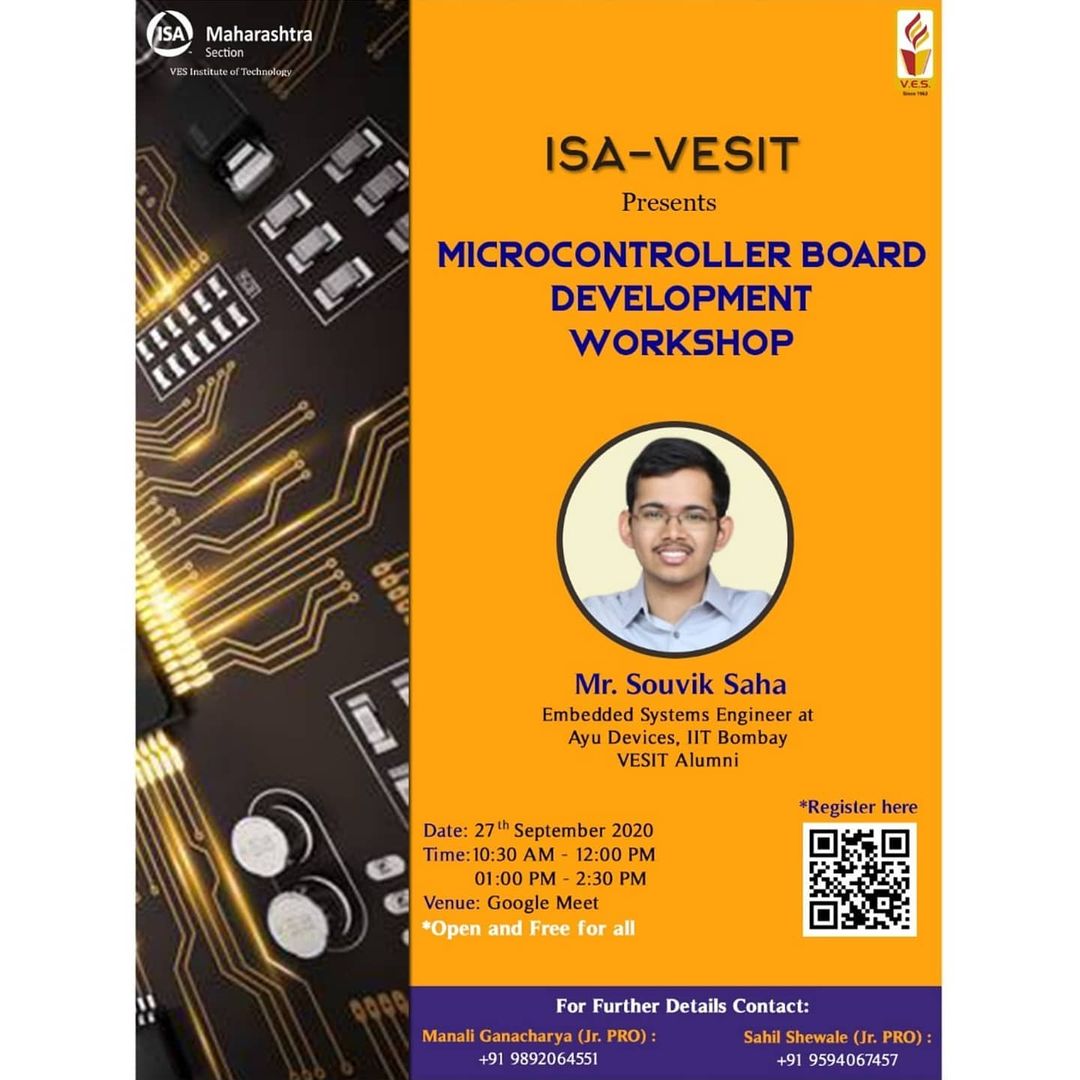 ISA Maharashtra
Section
VES Institute of Technology
V.E.S.
Since 1962
ISA-VESIT
Presents
MICROCONTROLLER BOARD
DEVELOPMENT
WORKSHOP
Mr. Souvik Saha
Embedded Systems Engineer at
Ayu Devices, IIT Bombay
VESIT Alumni
*Register here
Date: 27th September 2020
Time:10:30 AM - 12:00 PM
01:00 PM - 2:30 PM
Venue: Google Meet
*Open and Free for all
For Further Details Contact:
Manali Ganacharya (Jr. PRO) :
+91 9892064551
Sahil Shewale (Jr. PRO) :
+91 9594067457